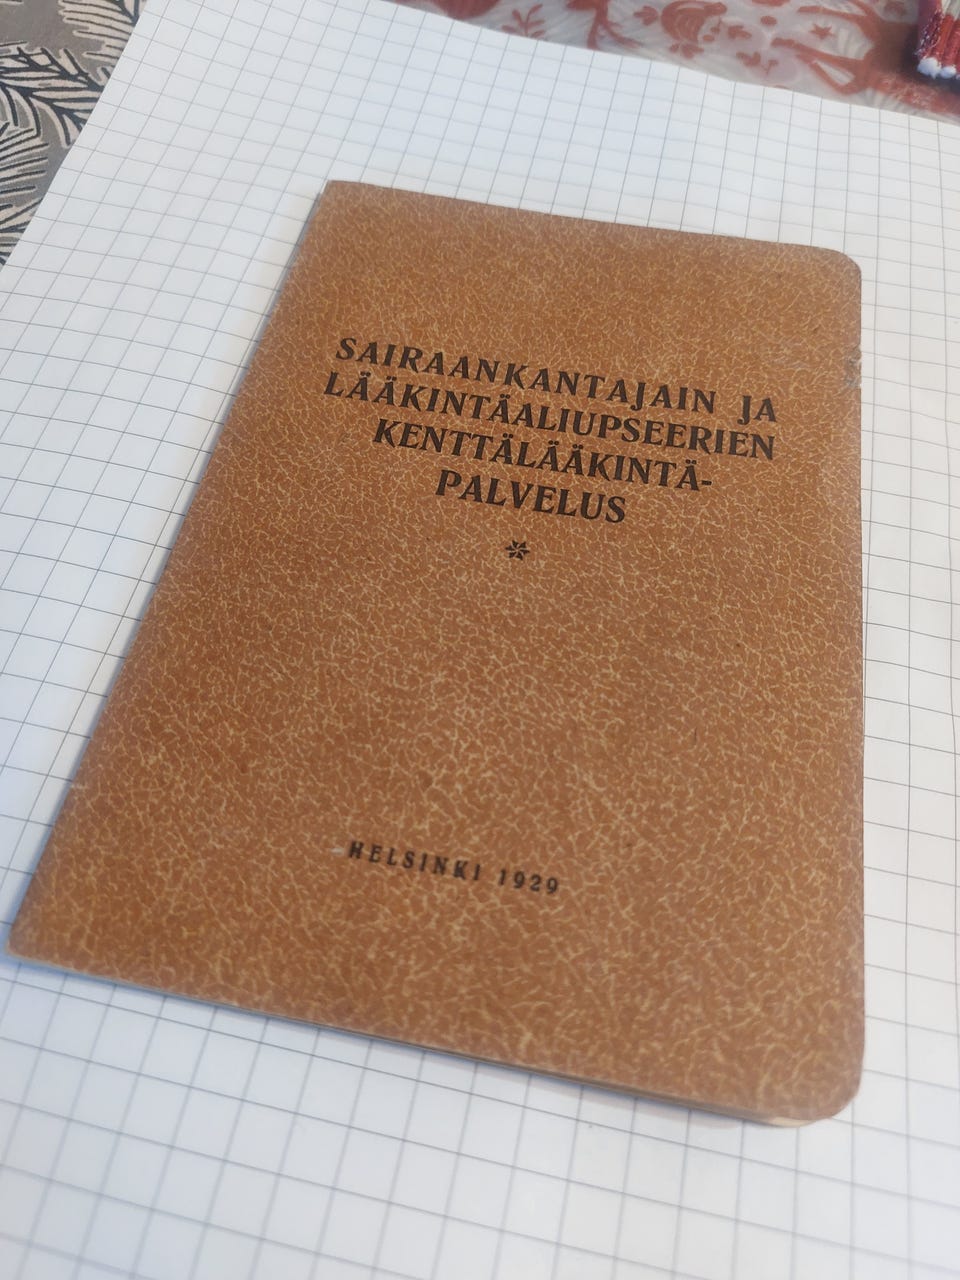 SAIRAANKANTAJAIN JA
LÄÄKINTÄALIUPSEERIEN
KENTTÄLÄÄKINTÄ-
PALVELUS
HELSINKI 1929